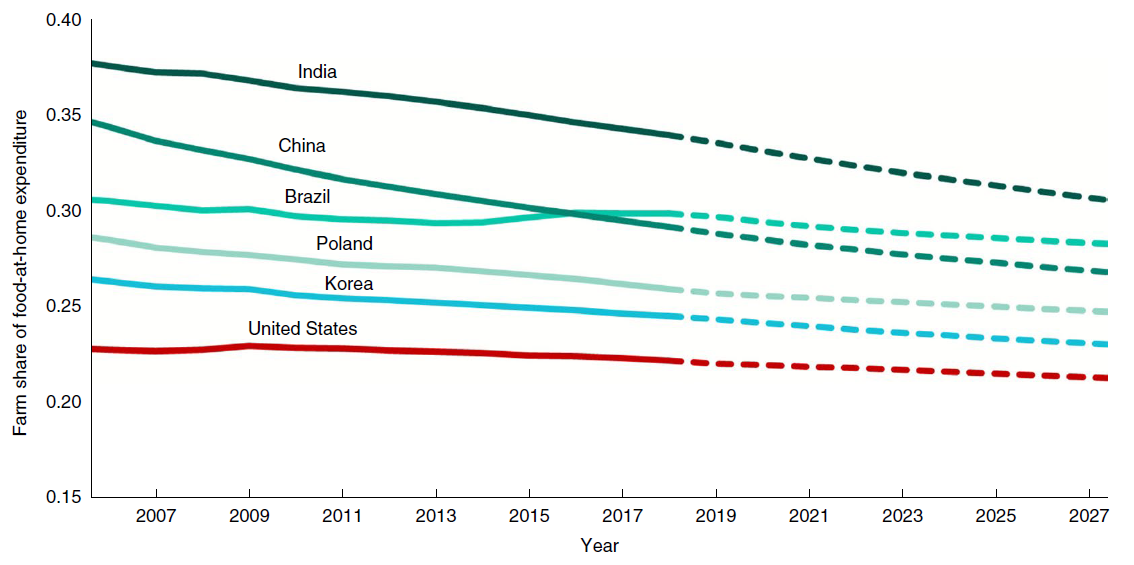 0.40
India
0.35
China
Brazil
0.30
Poland
Korea
0.25
United States
0.20
0.15
2007 2009 2011 2013 2015 2017 2019 2021 2023 2025 2027
Year
Farm share of food-at-home expenditure